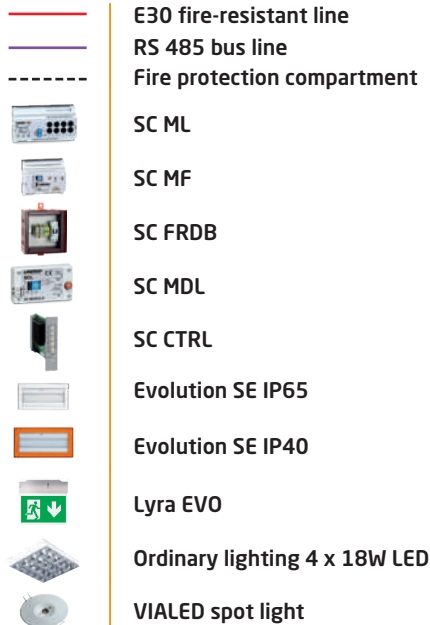 E30 fire-resistant line
RS 485 bus line
Fire protection compartment
SC ML
SC MF
SC FRDB
SC MDL
SC CTRL
Evolution SE IP65
Evolution SE IP40
Lyra EVO
Ordinary lighting 4 x 18W LED
VIALED spot light